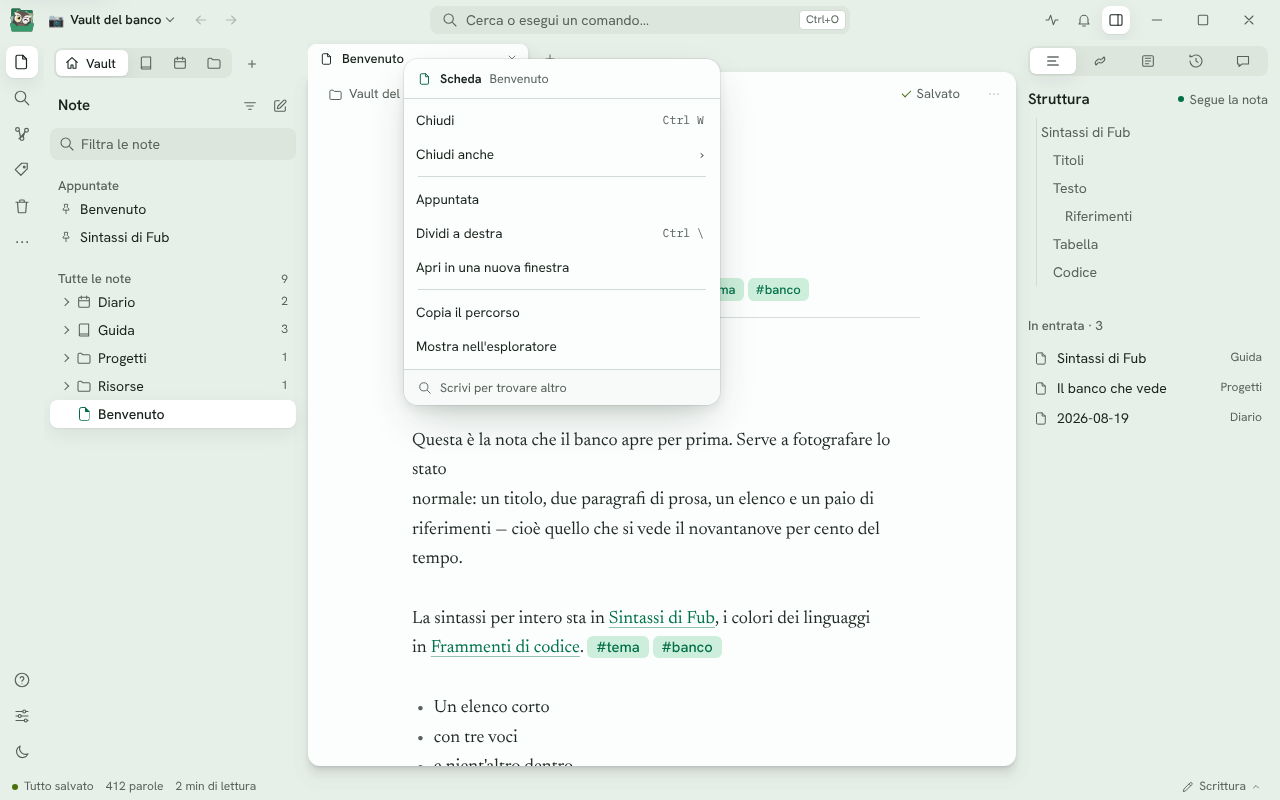 Vault del banco
Cerca o esegui un comando...
Ctrl+O
Vault
Note
Filtra le note
Appuntate
Benvenuto
Sintassi di Fub
Tutte le note 9
Diario 2
Guida 3
Progetti 1
Risorse 1
Benvenuto
Benvenuto
Vault del
Salvato
Scheda Benvenuto
Chiudi Ctrl W
Chiudi anche
Appuntata
Dividi a destra Ctrl \
Apri in una nuova finestra
Copia il percorso
Mostra nell'esploratore
Scrivi per trovare altro
#banco
Questa è la nota che il banco apre per prima. Serve a fotografare lo
stato
normale: un titolo, due paragrafi di prosa, un elenco e un paio di
riferimenti — cioè quello che si vede il novantanove per cento del
tempo.
La sintassi per intero sta in Sintassi di Fub, i colori dei linguaggi
in Frammenti di codice. #tema #banco
• Un elenco corto
• con tre voci
• e nient'altro dentro
Struttura
Segue la nota
Sintassi di Fub
Titoli
Testo
Riferimenti
Tabella
Codice
In entrata · 3
Sintassi di Fub Guida
Il banco che vede Progetti
2026-08-19 Diario
Tutto salvato 412 parole 2 min di lettura
Scrittura